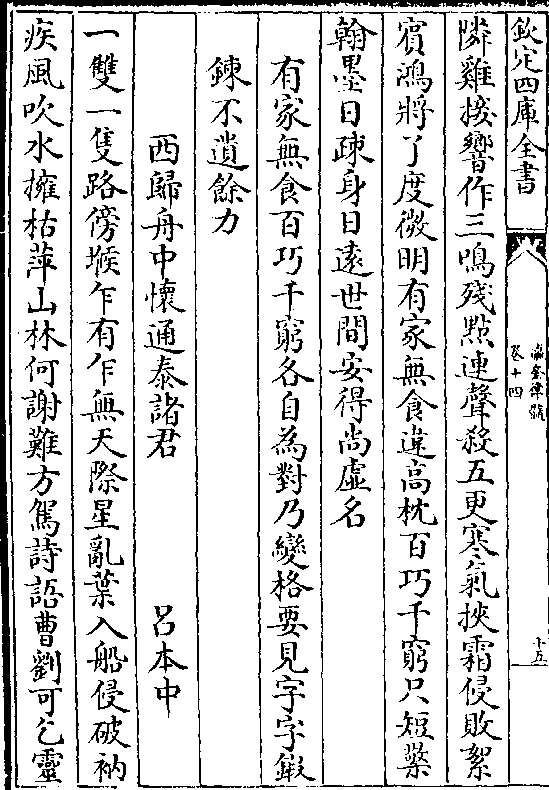 欽定四庫全書
瀛奎律髓
卷十四
十五
隣雞接響作三鳴殘點連聲殺五更寒氣挾霜侵敗絮
賓鴻將了度微明有家無食違高枕百巧千窮只短檠
翰墨日疎身日遠世間安得尚虛名
有家無食百巧千窮各自為對乃變格要見字字鍜
鍊不遺餘力
西歸舟中懷通泰諸君
吕本中
一雙一隻路傍堠乍有乍無天際星亂葉入船侵破衲
疾風吹水擁枯萍山林何謝難方駕詩語曹劉可乞靈